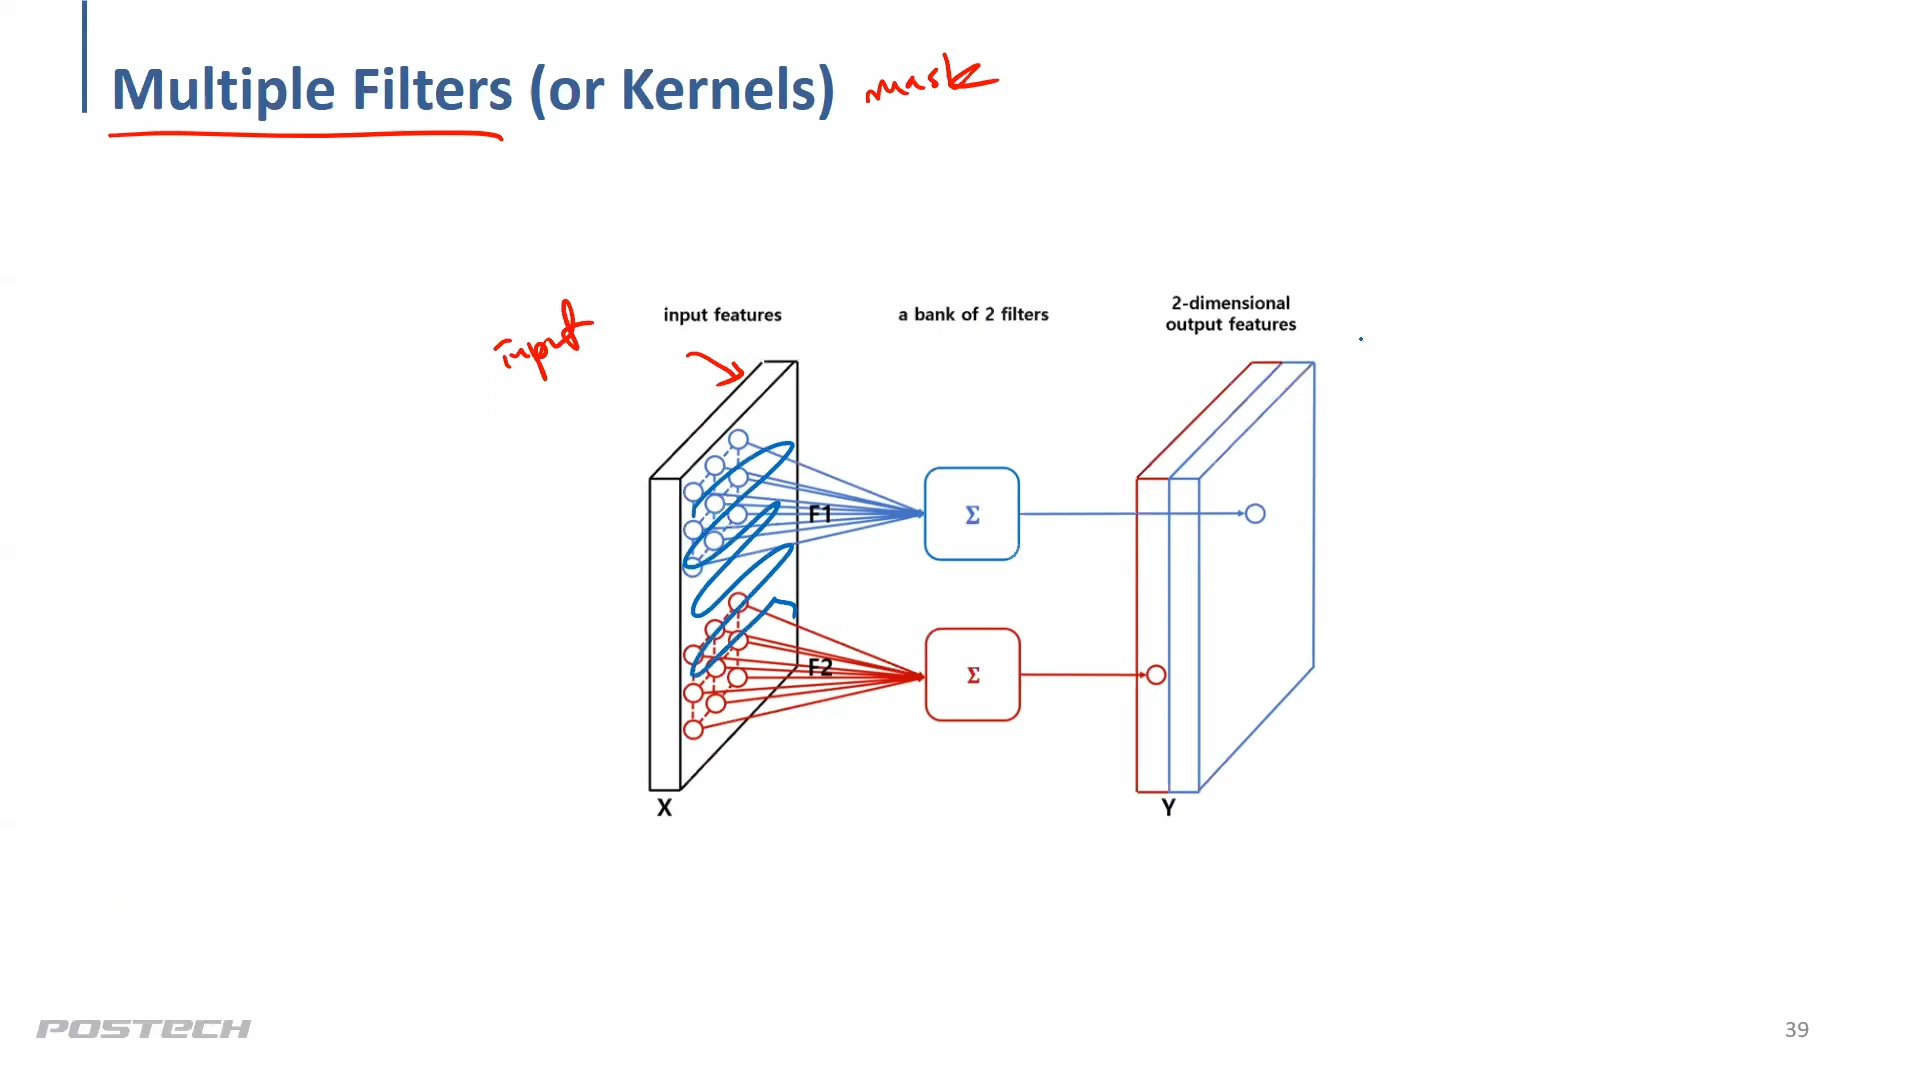 Multiple Filters (or Kernels) mask
input
input features
a bank of 2 filters
2-dimensional
output features
F1
Σ
F2
Σ
X
Y
POSTECH
39